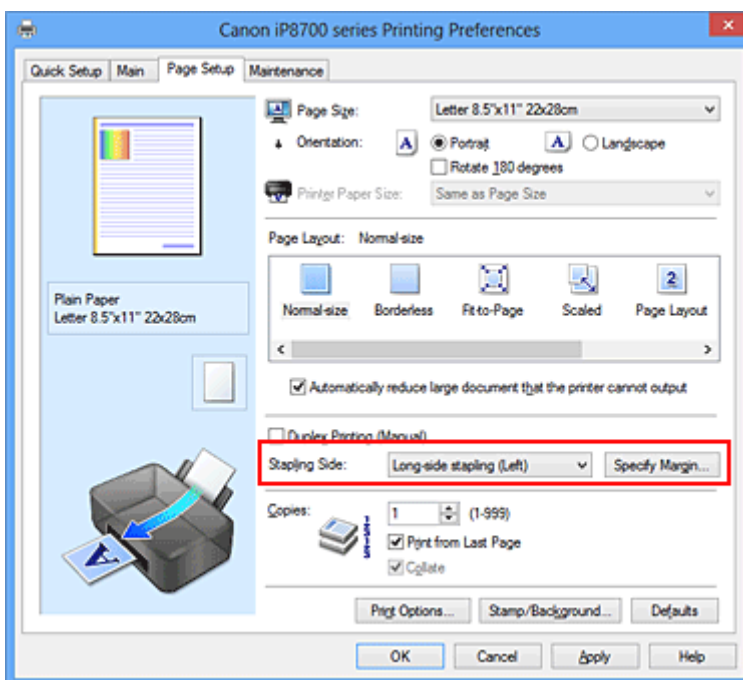 Canon iP8700 series Printing Preferences
Quick Setup Main Page Setup Maintenance
Page Size: Letter 8.5"x11" 22x28cm
Orientation: A Portrait A Landscape
Rotate 180 degrees
Printer Paper Size: Same as Page Size
Page Layout: Normal-size
2
Normal-size Borderless Fit-to-Page Scaled Page Layout
Plain Paper
Letter 8.5"x11" 22x28cm
Automatically reduce large document that the printer cannot output
Duplex Printing (Manual)
Stapling Side: Long-side stapling (Left) Specify Margin...
Copies: 1 (1-999)
Print from Last Page
Collate
A
Print Options... Stamp/Background... Defaults
OK Cancel Apply Help